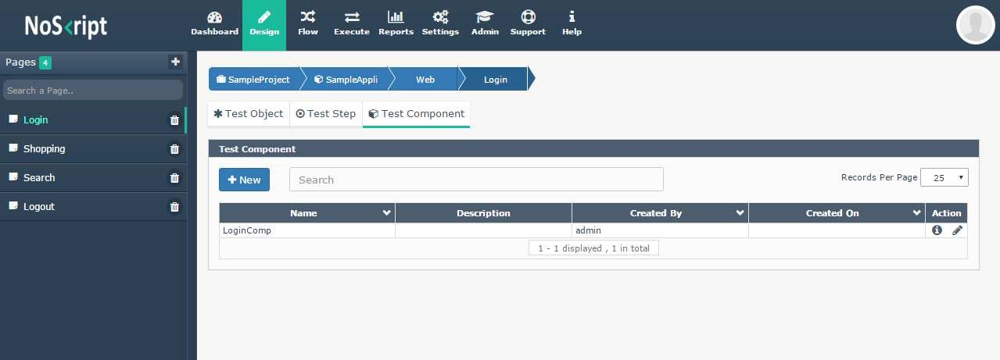 NoScript
Dashboard Design Flow Execute Reports Settings Admin Support Help
Pages 4
Search a Page..
Login
Shopping
Search
Logout
SampleProject SampleAppli Web Login
Test Object Test Step Test Component
Test Component
New Search Records Per Page 25
Name Description Created By Created On Action
LoginComp admin
1 - 1 displayed , 1 in total